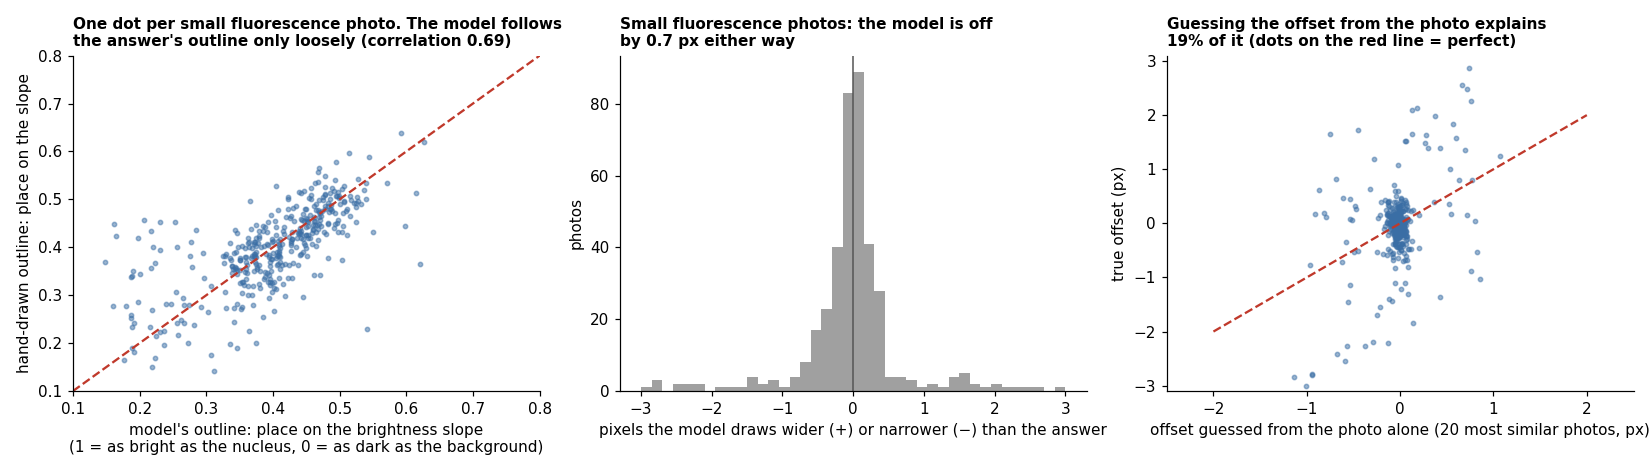 One dot per small fluorescence photo. The model follows
the answer's outline only loosely (correlation 0.69)
0.8
0.7
0.6
0.5
0.4
0.3
0.2
0.1
hand-drawn outline: place on the slope
0.1 0.2 0.3 0.4 0.5 0.6 0.7 0.8
model's outline: place on the brightness slope
(1 = as bright as the nucleus, 0 = as dark as the background)
Small fluorescence photos: the model is off
by 0.7 px either way
80
60
40
20
0
photos
−3 −2 −1 0 1 2 3
pixels the model draws wider (+) or narrower (−) than the answer
Guessing the offset from the photo explains
19% of it (dots on the red line = perfect)
3
2
1
0
−1
−2
−3
true offset (px)
−2 −1 0 1 2
offset guessed from the photo alone (20 most similar photos, px)